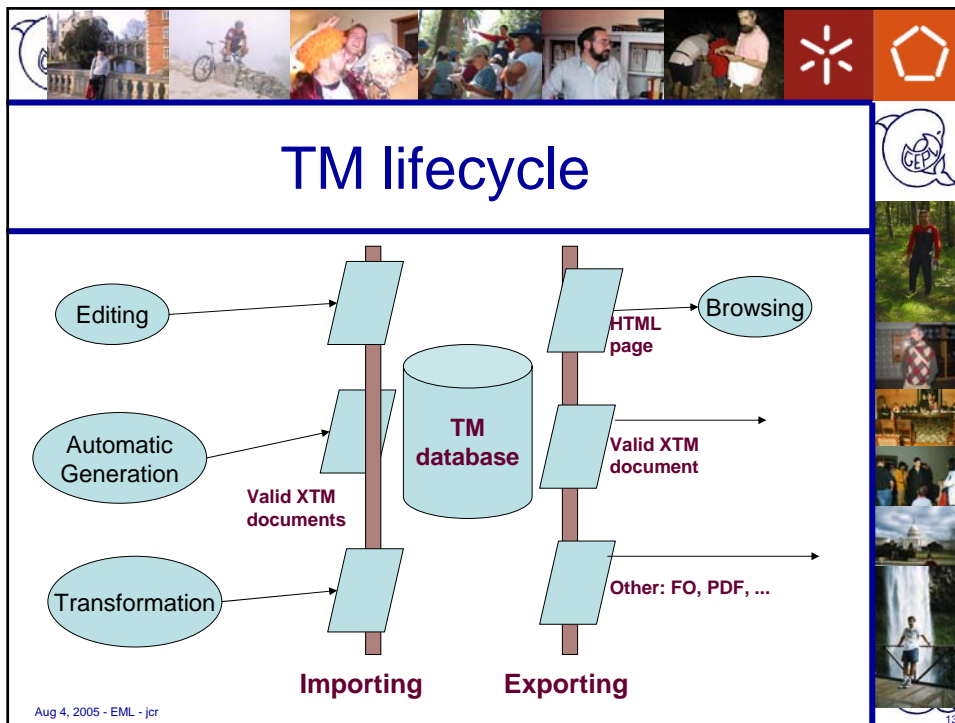 TM lifecycle
GEPL
Editing
Automatic
Generation
Transformation
Valid XTM
documents
TM
database
HTML
page
Browsing
Valid XTM
document
Other: FO, PDF, ...
Importing
Exporting
Aug 4, 2005 - EML - jcr
13